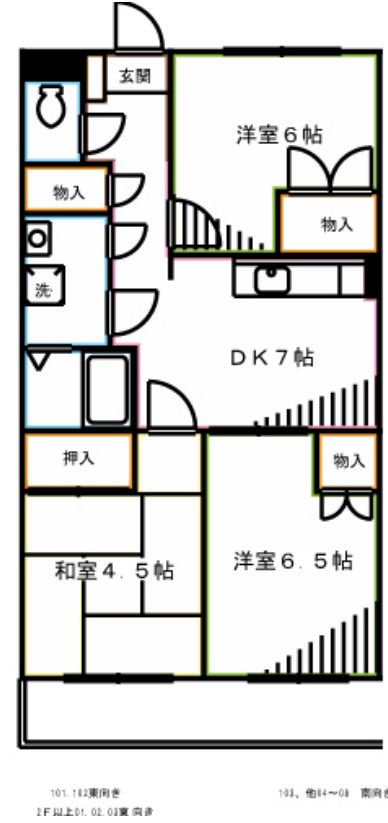 玄関
洋室６帖
物入
物入
洗
ＤＫ７帖
押入
物入
和室４．５帖
洋室６．５帖
101.102東向き
103、他04～08 南向き
2Ｆ以上01.02.03東向き